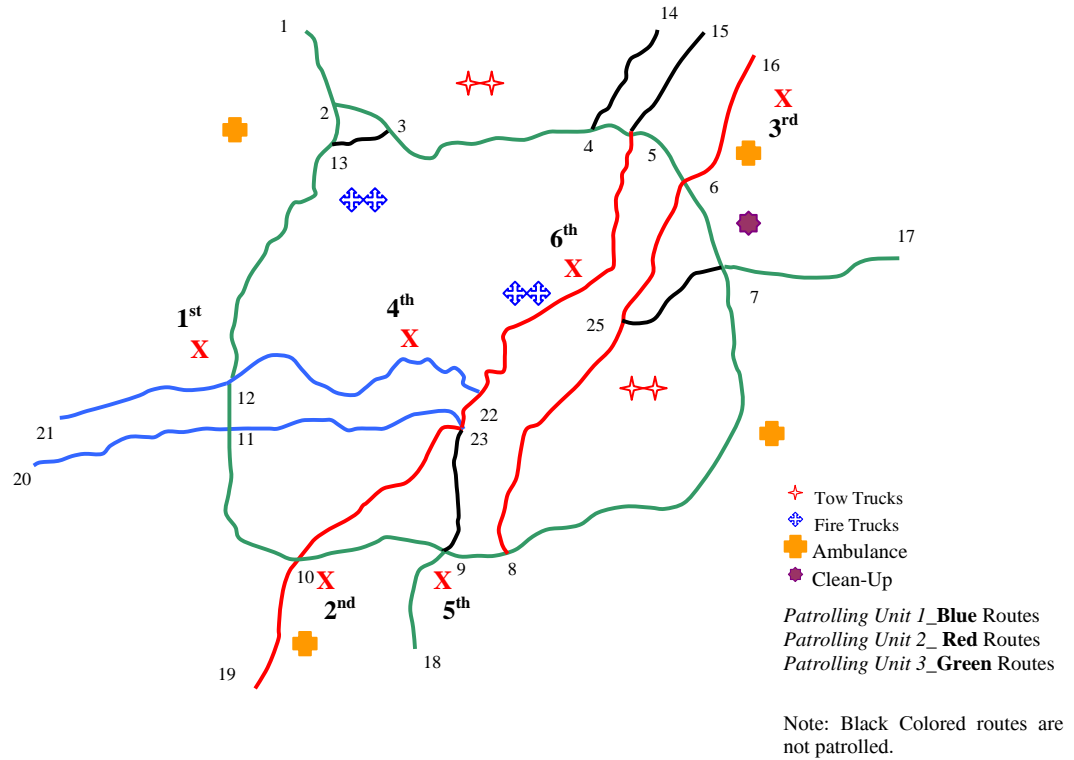 1
14
15
16
X
3rd
2
3
13
4
5
6
6th
X
17
7
1st
X
4th
X
25
12
22
21
11
23
20
10
X
2nd
9
X
5th
8
19
18
Tow Trucks
Fire Trucks
Ambulance
Clean-Up
Patrolling Unit 1_Blue Routes
Patrolling Unit 2_ Red Routes
Patrolling Unit 3_Green Routes
Note: Black Colored routes are
not patrolled.